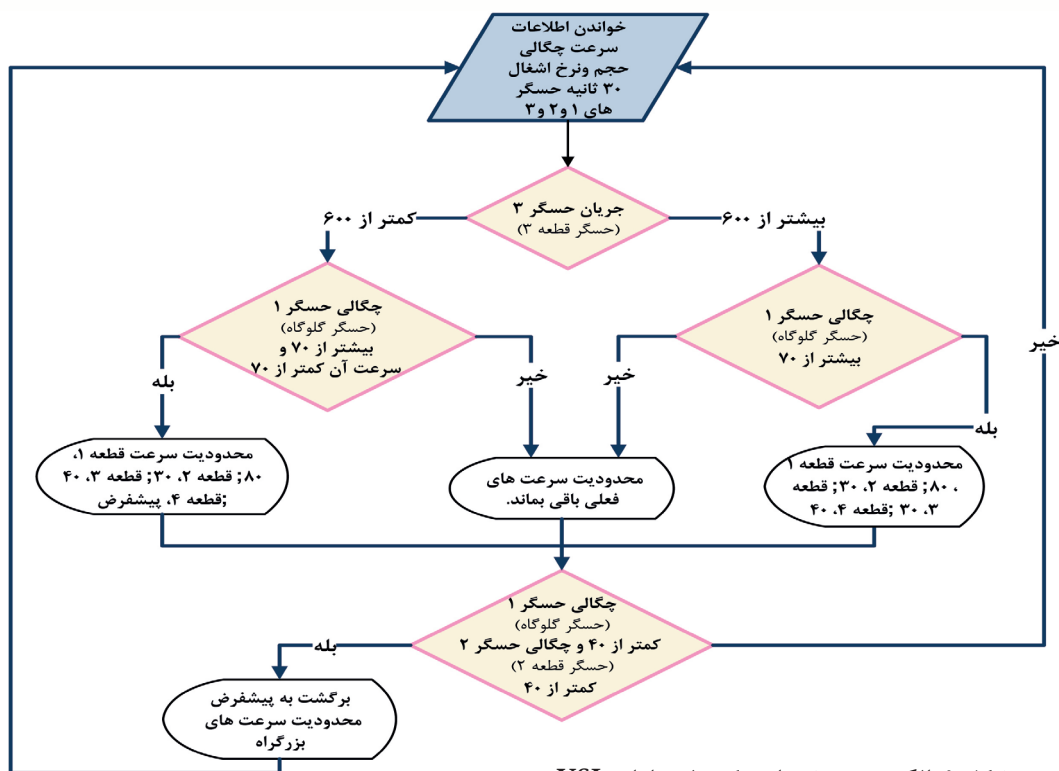 خواندن اطلاعات
سرعت چگالی
حجم ونرخ اشغال
۳۰ ثانیه حسگر
های ۱ و۲ و۳
جریان حسگر ۳
(حسگر قطعه ۳)
بیشتر از ۶۰۰
کمتر از ۶۰۰
چگالی حسگر ۱
(حسگر گلوگاه)
بیشتر از ۷۰
چگالی حسگر ۱
(حسگر گلوگاه)
بیشتر از ۷۰ و
سرعت آن کمتر از ۷۰
خیر
بله
خیر
خیر
بله
محدودیت سرعت قطعه ۱
، ۸۰; قطعه ۲، ۳۰; قطعه
۳، ۳۰ ;قطعه ۴، ۴۰
محدودیت سرعت های
فعلی باقی بماند.
محدودیت سرعت قطعه ۱،
۸۰; قطعه ۲، ۳۰; قطعه ۳، ۴۰
;قطعه ۴، پیشفرض
چگالی حسگر ۱
(حسگر گلوگاه)
کمتر از ۴۰ و چگالی حسگر ۲
(حسگر قطعه ۲)
کمتر از ۴۰
بله
برگشت به پیشفرض
محدودیت سرعت های
بزرگراه
VSL